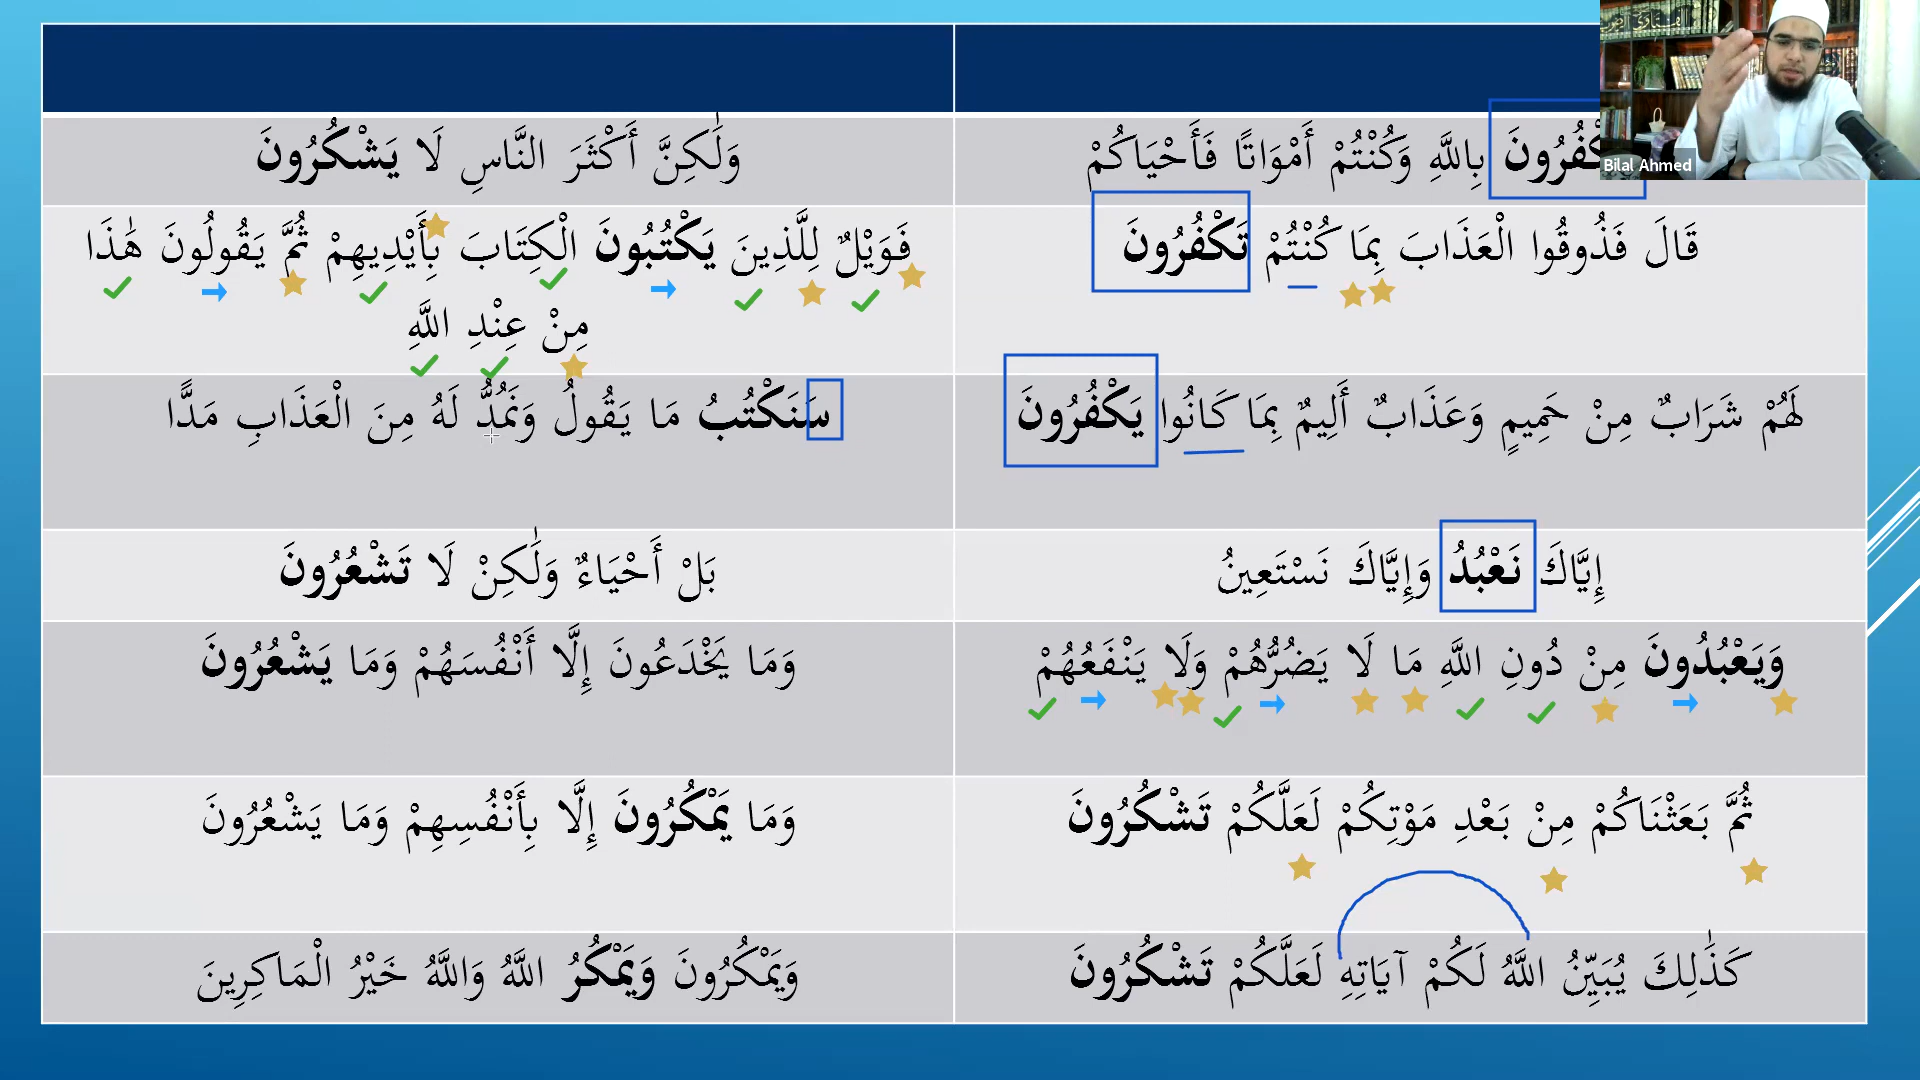 بِاللَّهِ وَكُنْتُمْ أَمْوَاتًا فَأَحْيَاكُمْ
وَلَٰكِنَّ أَكْثَرَ النَّاسِ لَا يَشْكُرُونَ
قَالَ فَذُوقُوا الْعَذَابَ بِمَا كُنْتُمْ تَكْفُرُونَ
فَوَيْلٌ لِلَّذِينَ يَكْتُبُونَ الْكِتَابَ بِأَيْدِيهِمْ ثُمَّ يَقُولُونَ هَٰذَا
مِنْ عِنْدِ اللَّهِ
لَهُمْ شَرَابٌ مِنْ حَمِيمٍ وَعَذَابٌ أَلِيمٌ بِمَا كَانُوا يَكْفُرُونَ
سَنَكْتُبُ مَا يَقُولُ وَنَمُدُّ لَهُ مِنَ الْعَذَابِ مَدًّا
إِيَّاكَ نَعْبُدُ وَإِيَّاكَ نَسْتَعِينُ
بَلْ أَحْيَاءٌ وَلَٰكِنْ لَا تَشْعُرُونَ
وَيَعْبُدُونَ مِنْ دُونِ اللَّهِ مَا لَا يَضُرُّهُمْ وَلَا يَنْفَعُهُمْ
وَمَا يَخْدَعُونَ إِلَّا أَنْفُسَهُمْ وَمَا يَشْعُرُونَ
ثُمَّ بَعَثْنَاكُمْ مِنْ بَعْدِ مَوْتِكُمْ لَعَلَّكُمْ تَشْكُرُونَ
وَمَا يَمْكُرُونَ إِلَّا بِأَنْفُسِهِمْ وَمَا يَشْعُرُونَ
كَذَٰلِكَ يُبَيِّنُ اللَّهُ لَكُمْ آيَاتِهِ لَعَلَّكُمْ تَشْكُرُونَ
وَيَمْكُرُونَ وَيَمْكُرُ اللَّهُ وَاللَّهُ خَيْرُ الْمَاكِرِينَ
Bilal Ahmed